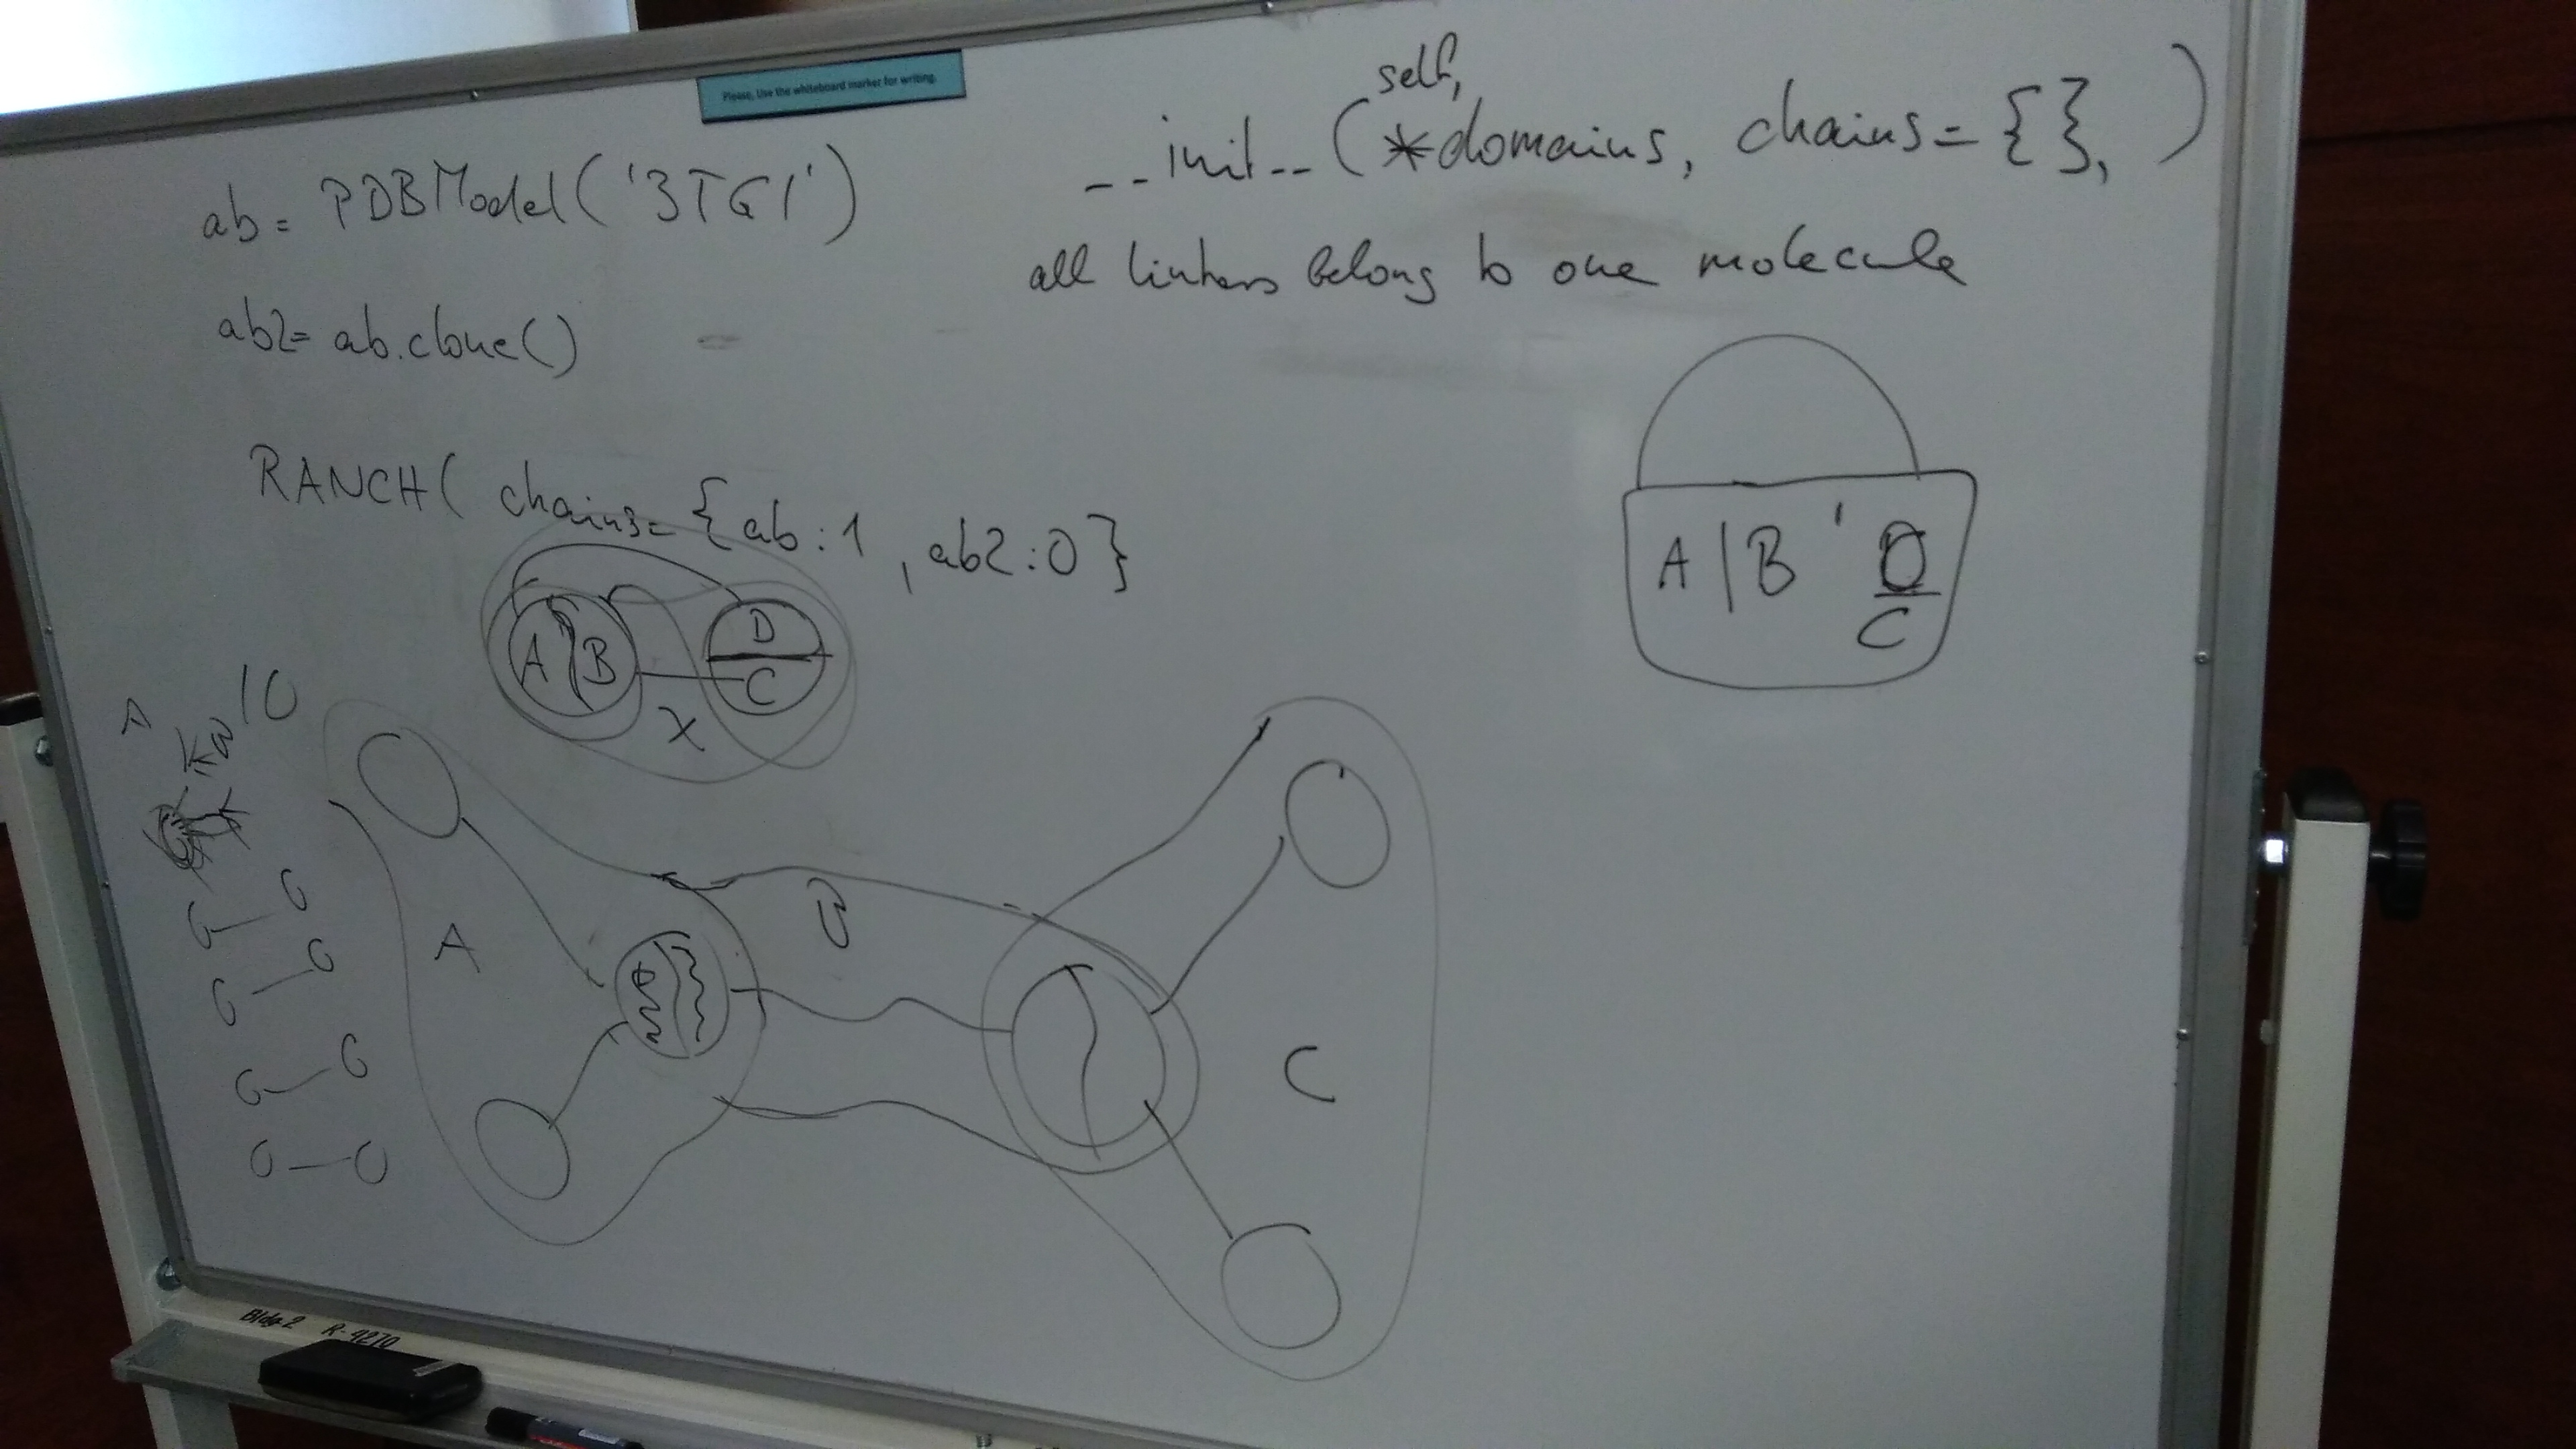 Please, Use the whiteboard marker for writing.
ab = PDBModel('3TGI')
ab2= ab.clone()
RANCH( chains= {ab:1 , ab2:0}
self,
__init__ (*domains, chains={}, )
all linkers belong to one molecule
A | B ' D
C
A B
D
C
X
10
A
A
B
C
Bldg.2 R-4270